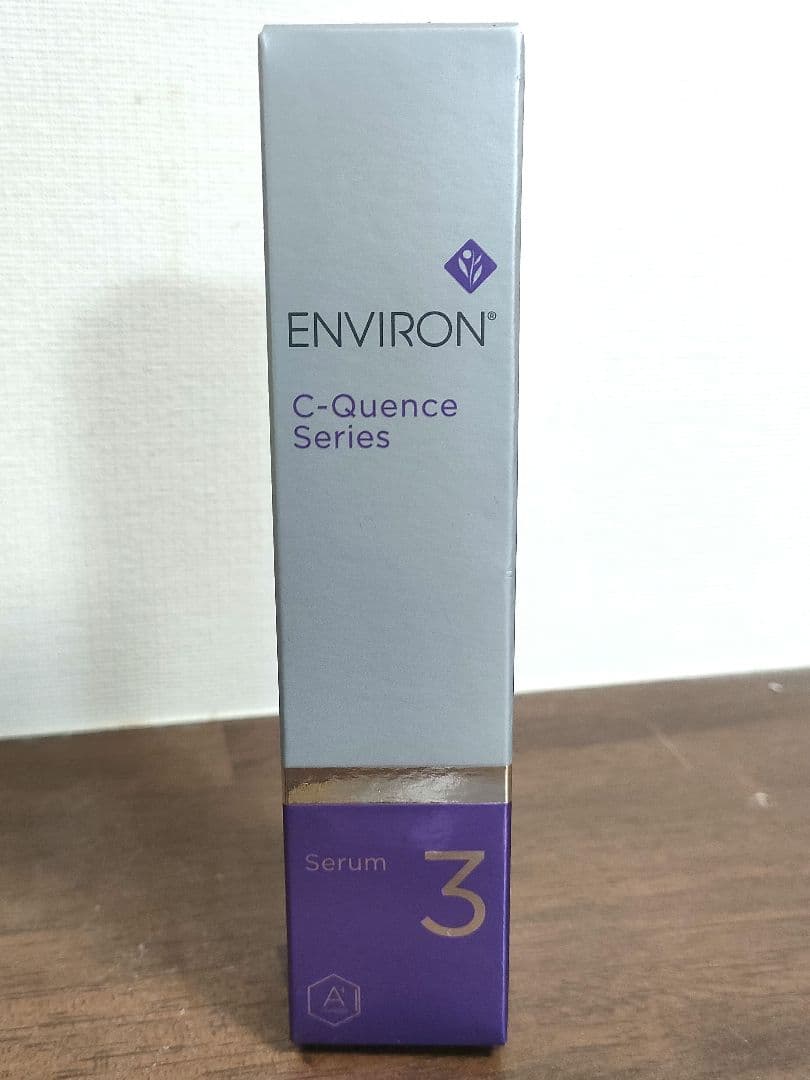 ENVIRON®
C-Quence
Series
Serum
3
A